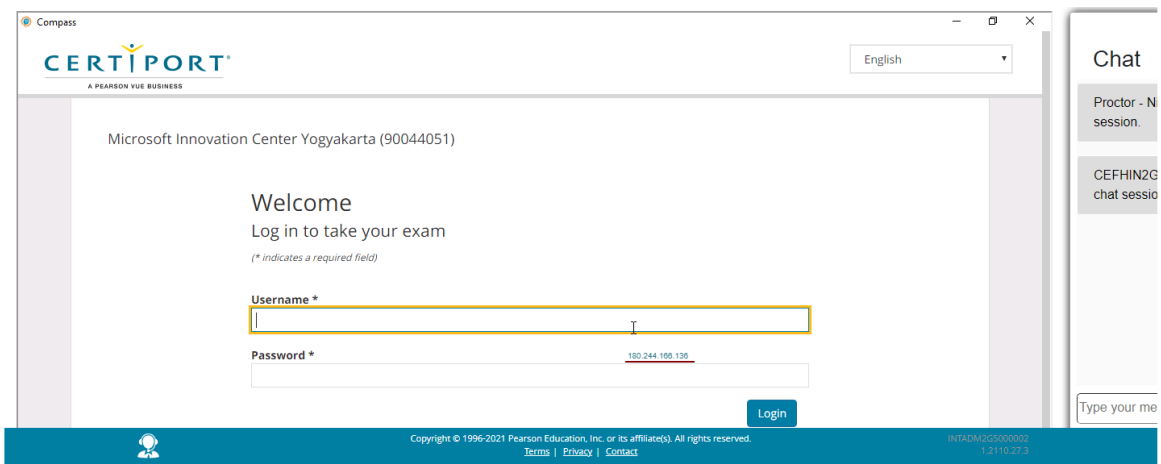 Compass
CERTIPORT
A PEARSON VUE BUSINESS
English
Microsoft Innovation Center Yogyakarta (90044051)
Welcome
Log in to take your exam
(* indicates a required field)
Username *
Password *
180.244.166.136
Login
Copyright © 1996-2021 Pearson Education, Inc. or its affiliate(s). All rights reserved.
Terms | Privacy | Contact
INTADM2GS000002
1.2110.27.3
Chat
Proctor - Ni
session.
CEFHIN2G
chat sessio
Type your me